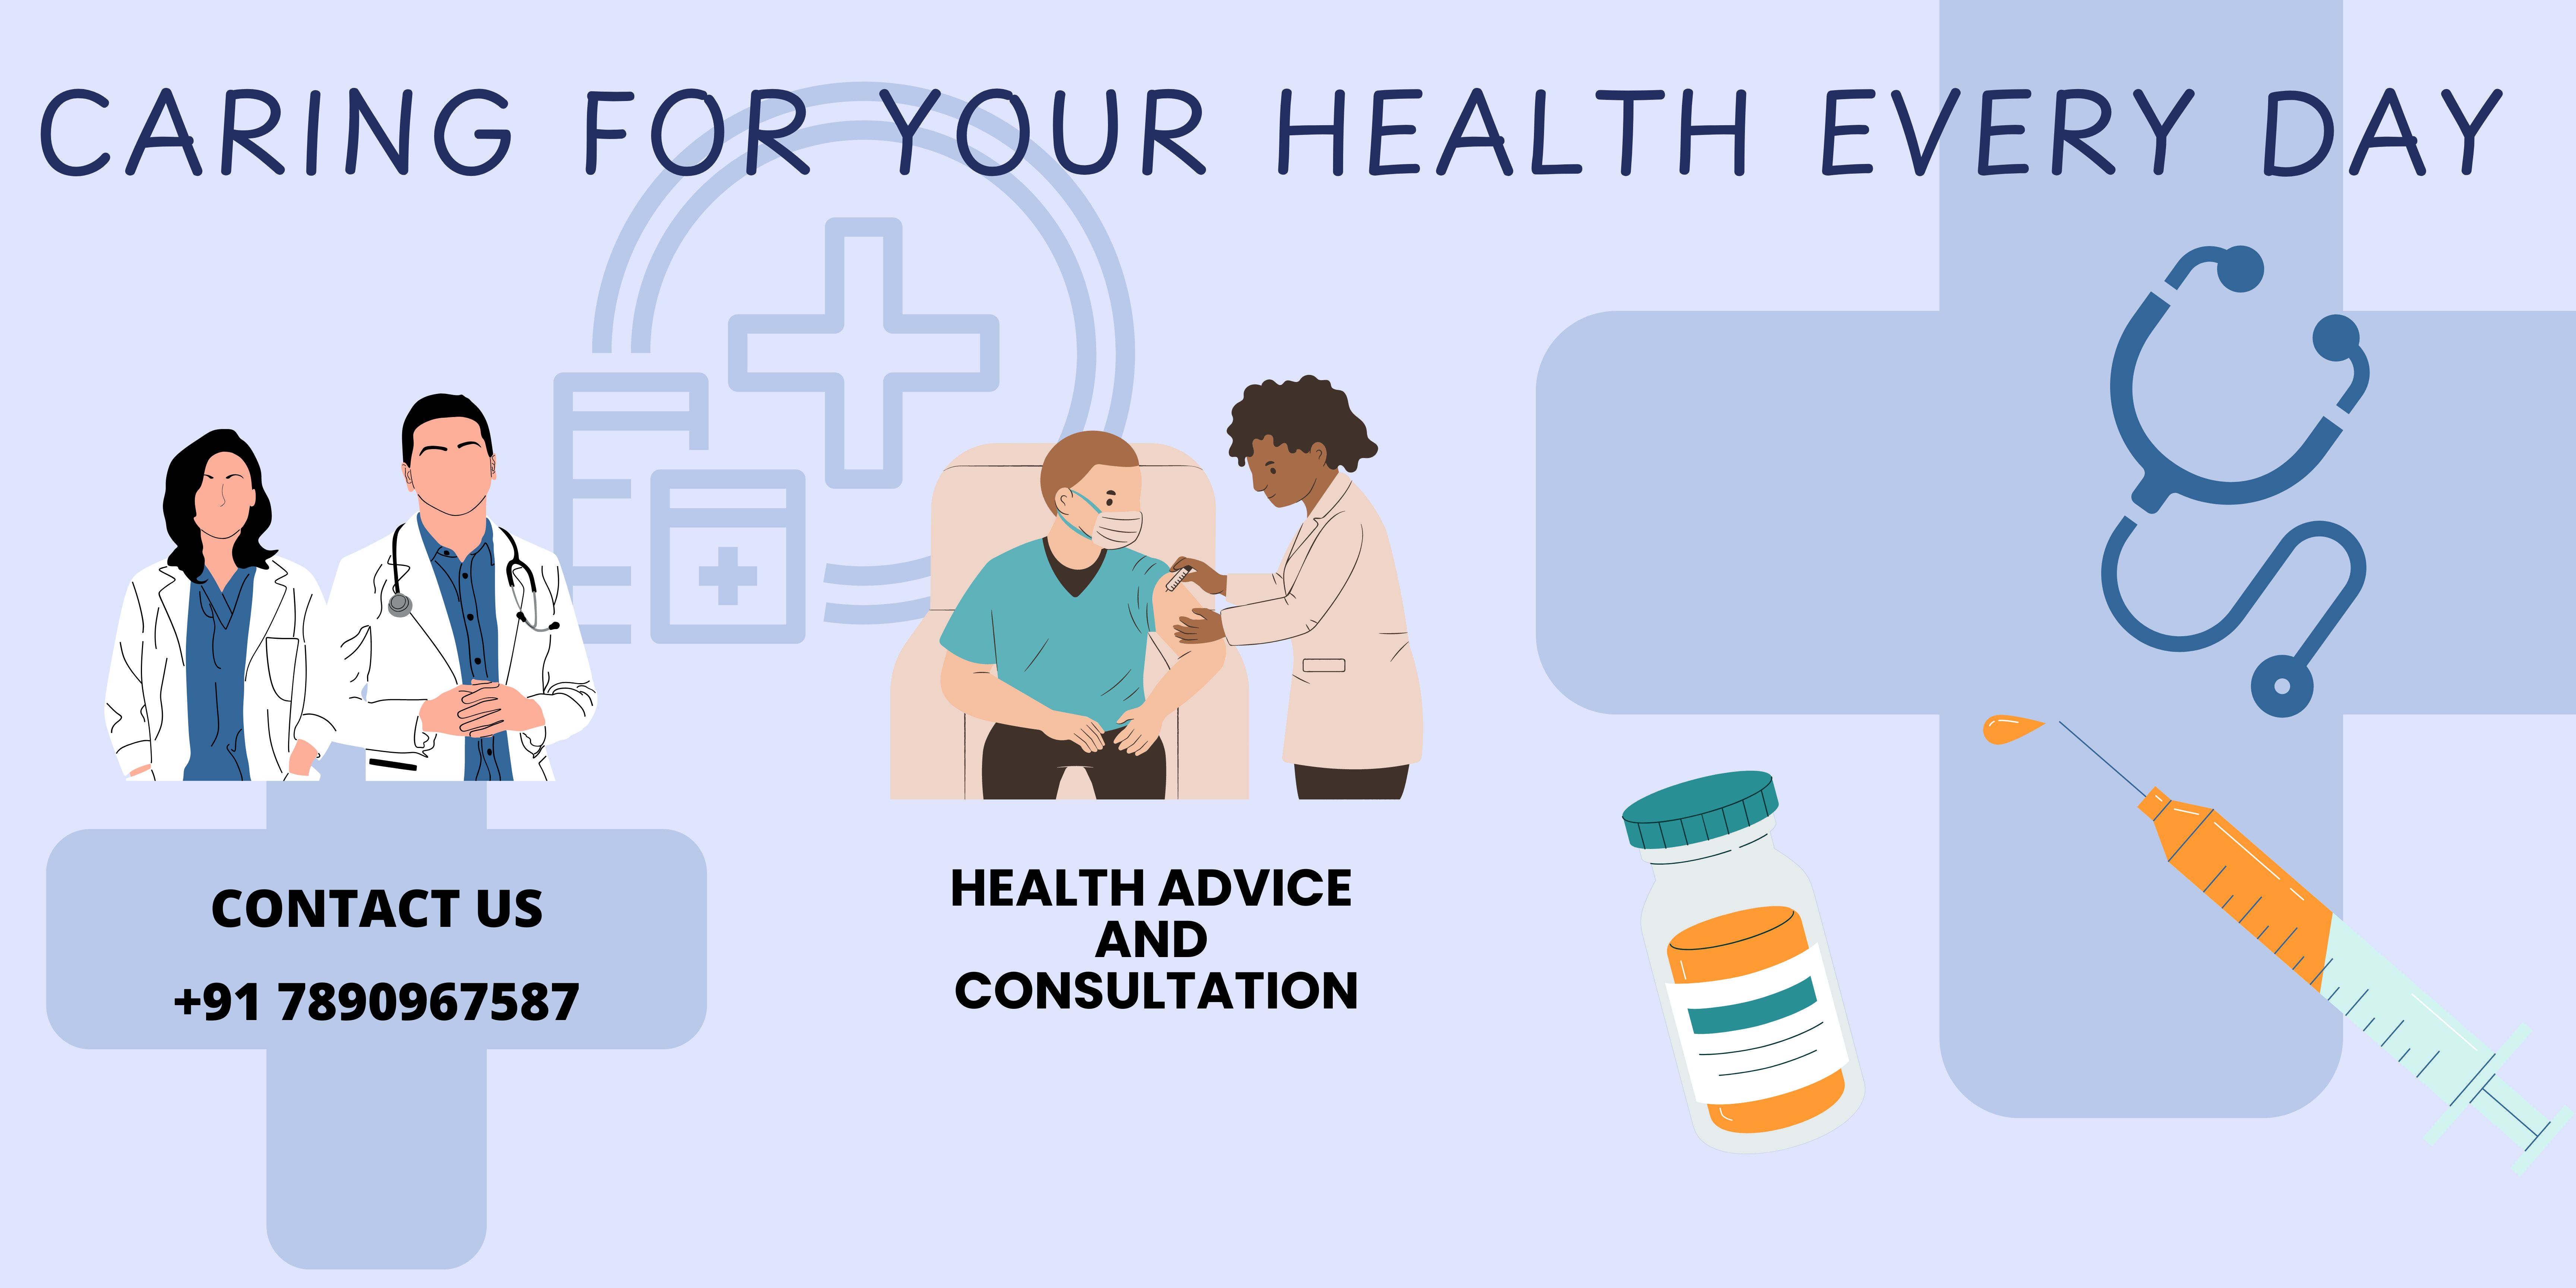 CARING FOR YOUR HEALTH EVERY DAY
CONTACT US
+91 7890967587
HEALTH ADVICE
AND
CONSULTATION